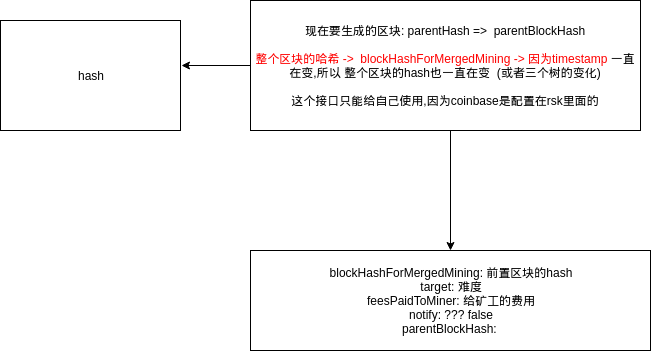 hash
现在要生成的区块: parentHash => parentBlockHash
整个区块的哈希 -> blockHashForMergedMining -> 因为timestamp 一直
在变,所以 整个区块的hash也一直在变 (或者三个树的变化)
这个接口只能给自己使用,因为coinbase是配置在rsk里面的
blockHashForMergedMining: 前置区块的hash
target: 难度
feesPaidToMiner: 给矿工的费用
notify: ??? false
parentBlockHash: